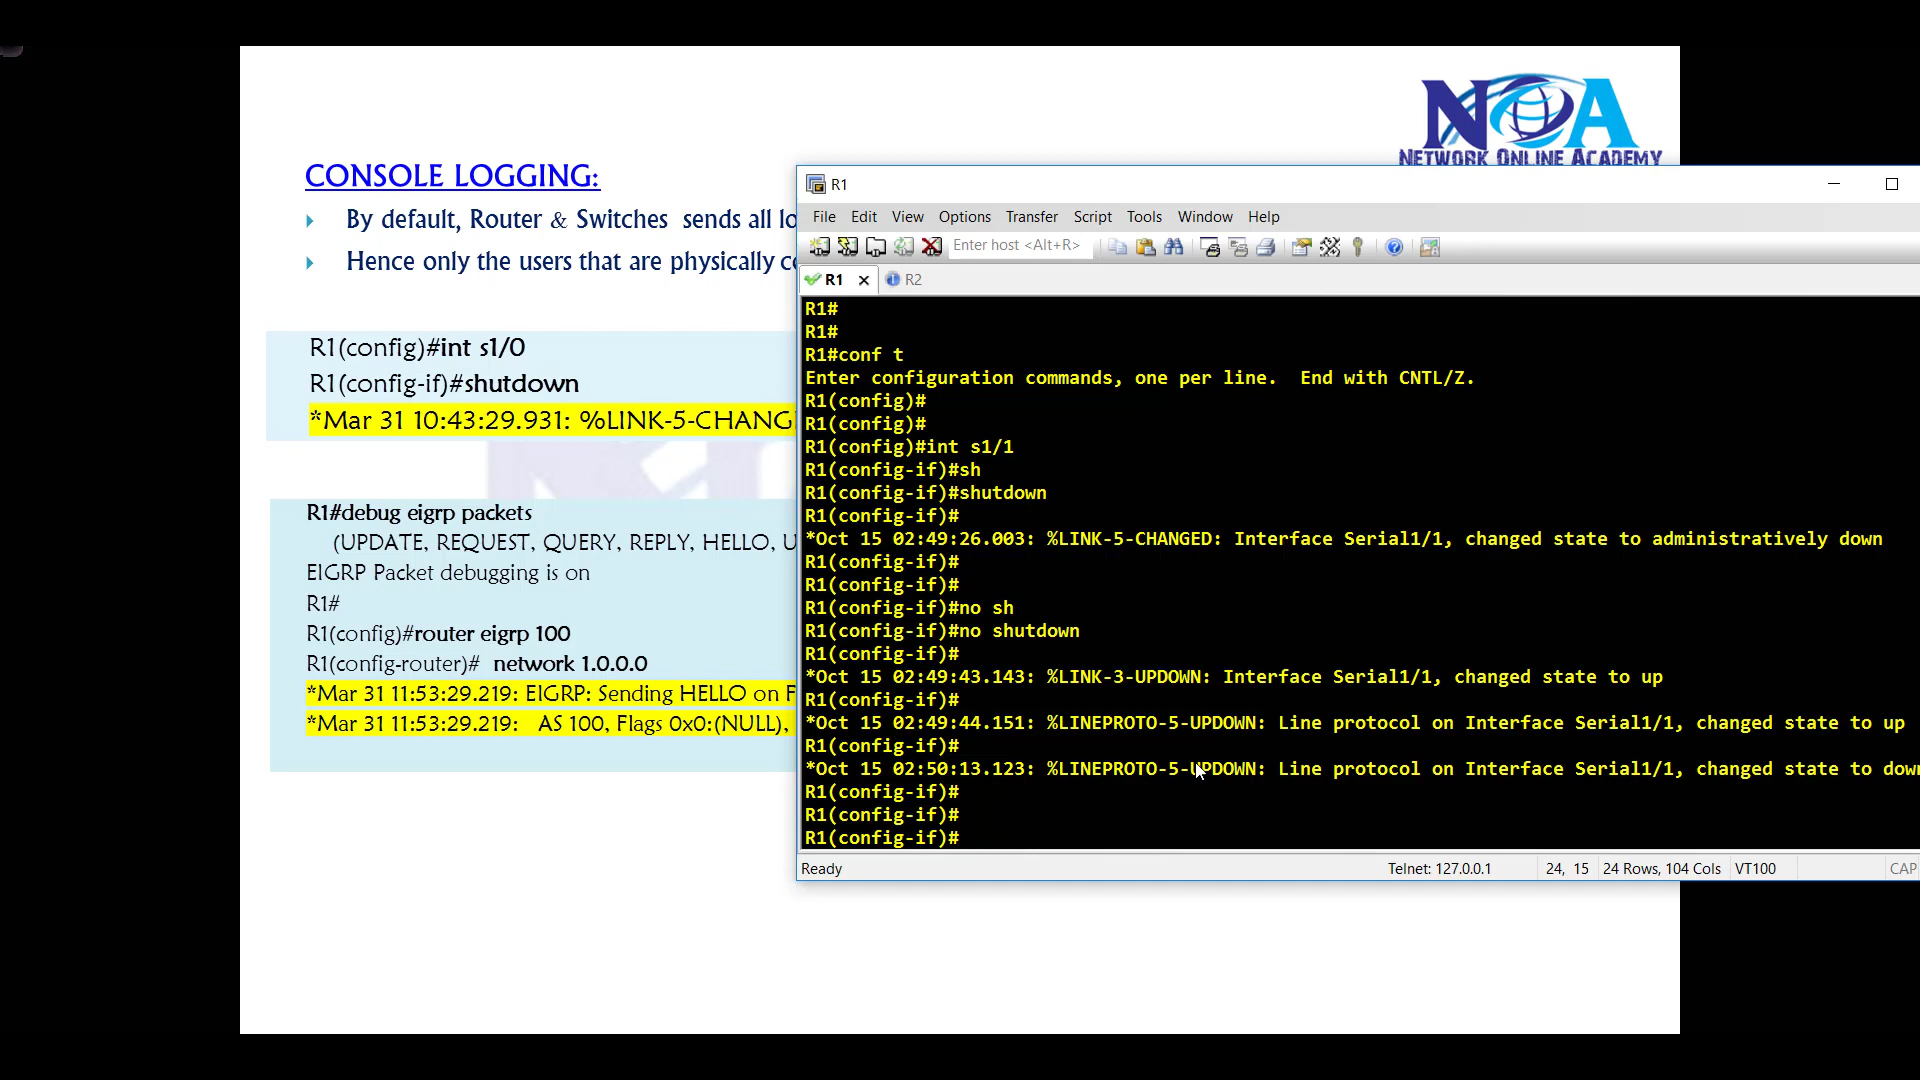 NOA
NETWORK ONLINE ACADEMY
CONSOLE LOGGING:
By default, Router & Switches sends all lo
Hence only the users that are physically co
R1(config)#int s1/0
R1(config-if)#shutdown
*Mar 31 10:43:29.931: %LINK-5-CHANG
R1#debug eigrp packets
(UPDATE, REQUEST, QUERY, REPLY, HELLO, U
EIGRP Packet debugging is on
R1#
R1(config)#router eigrp 100
R1(config-router)# network 1.0.0.0
*Mar 31 11:53:29.219: EIGRP: Sending HELLO on F
*Mar 31 11:53:29.219: AS 100, Flags 0x0:(NULL),
R1
File Edit View Options Transfer Script Tools Window Help
Enter host <Alt+R>
R1 R2
R1#
R1#
R1#conf t
Enter configuration commands, one per line. End with CNTL/Z.
R1(config)#
R1(config)#
R1(config)#int s1/1
R1(config-if)#sh
R1(config-if)#shutdown
R1(config-if)#
*Oct 15 02:49:26.003: %LINK-5-CHANGED: Interface Serial1/1, changed state to administratively down
R1(config-if)#
R1(config-if)#
R1(config-if)#no sh
R1(config-if)#no shutdown
R1(config-if)#
*Oct 15 02:49:43.143: %LINK-3-UPDOWN: Interface Serial1/1, changed state to up
R1(config-if)#
*Oct 15 02:49:44.151: %LINEPROTO-5-UPDOWN: Line protocol on Interface Serial1/1, changed state to up
R1(config-if)#
*Oct 15 02:50:13.123: %LINEPROTO-5-UPDOWN: Line protocol on Interface Serial1/1, changed state to down
R1(config-if)#
R1(config-if)#
R1(config-if)#
Ready Telnet: 127.0.0.1 24, 15 24 Rows, 104 Cols VT100 CAP